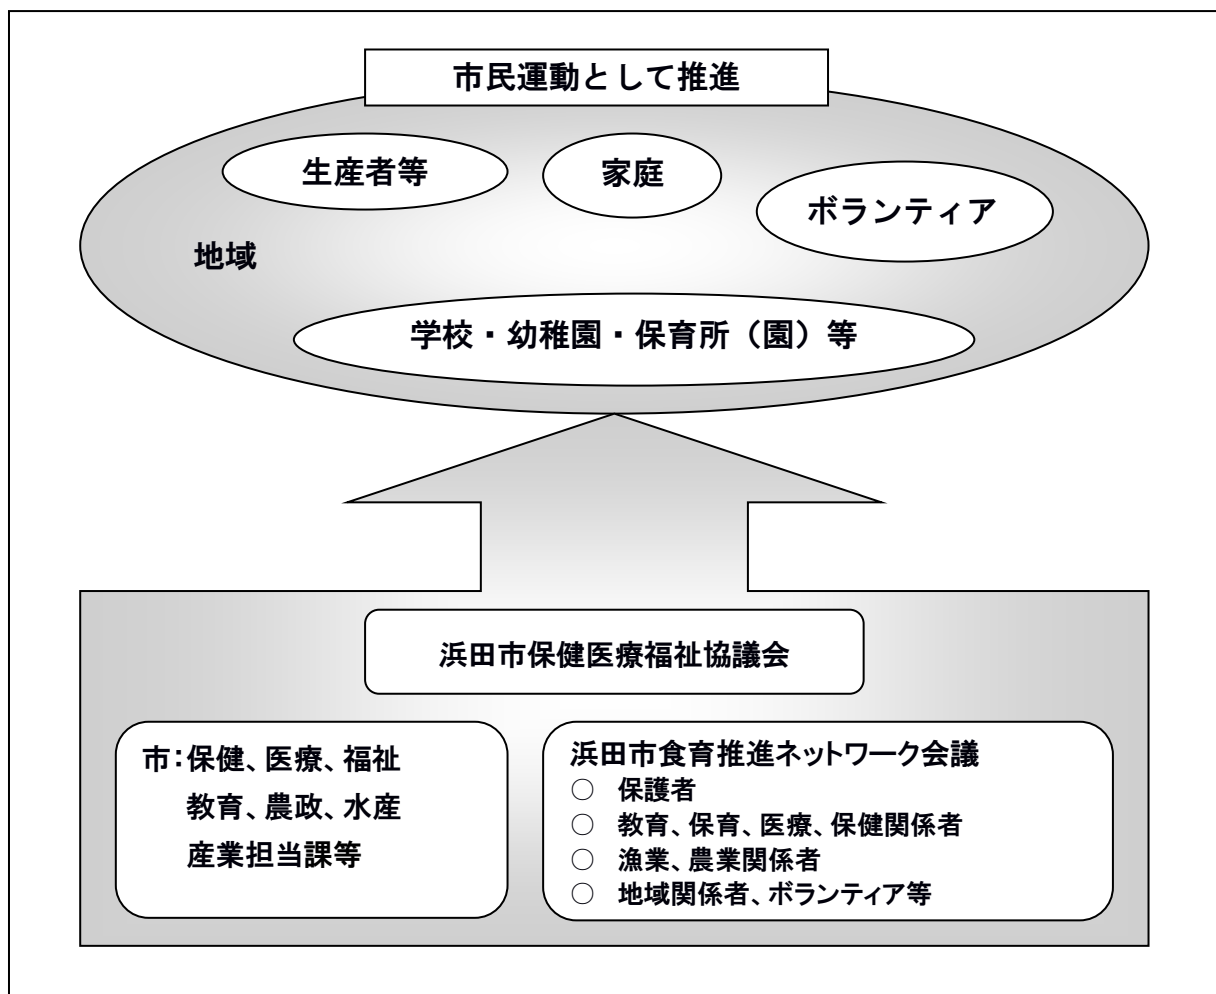 市民運動として推進
生産者等
家庭
ボランティア
地域
学校・幼稚園・保育所（園）等
浜田市保健医療福祉協議会
市：保健、医療、福祉
教育、農政、水産
産業担当課等
浜田市食育推進ネットワーク会議
○　保護者
○　教育、保育、医療、保健関係者
○　漁業、農業関係者
○　地域関係者、ボランティア等